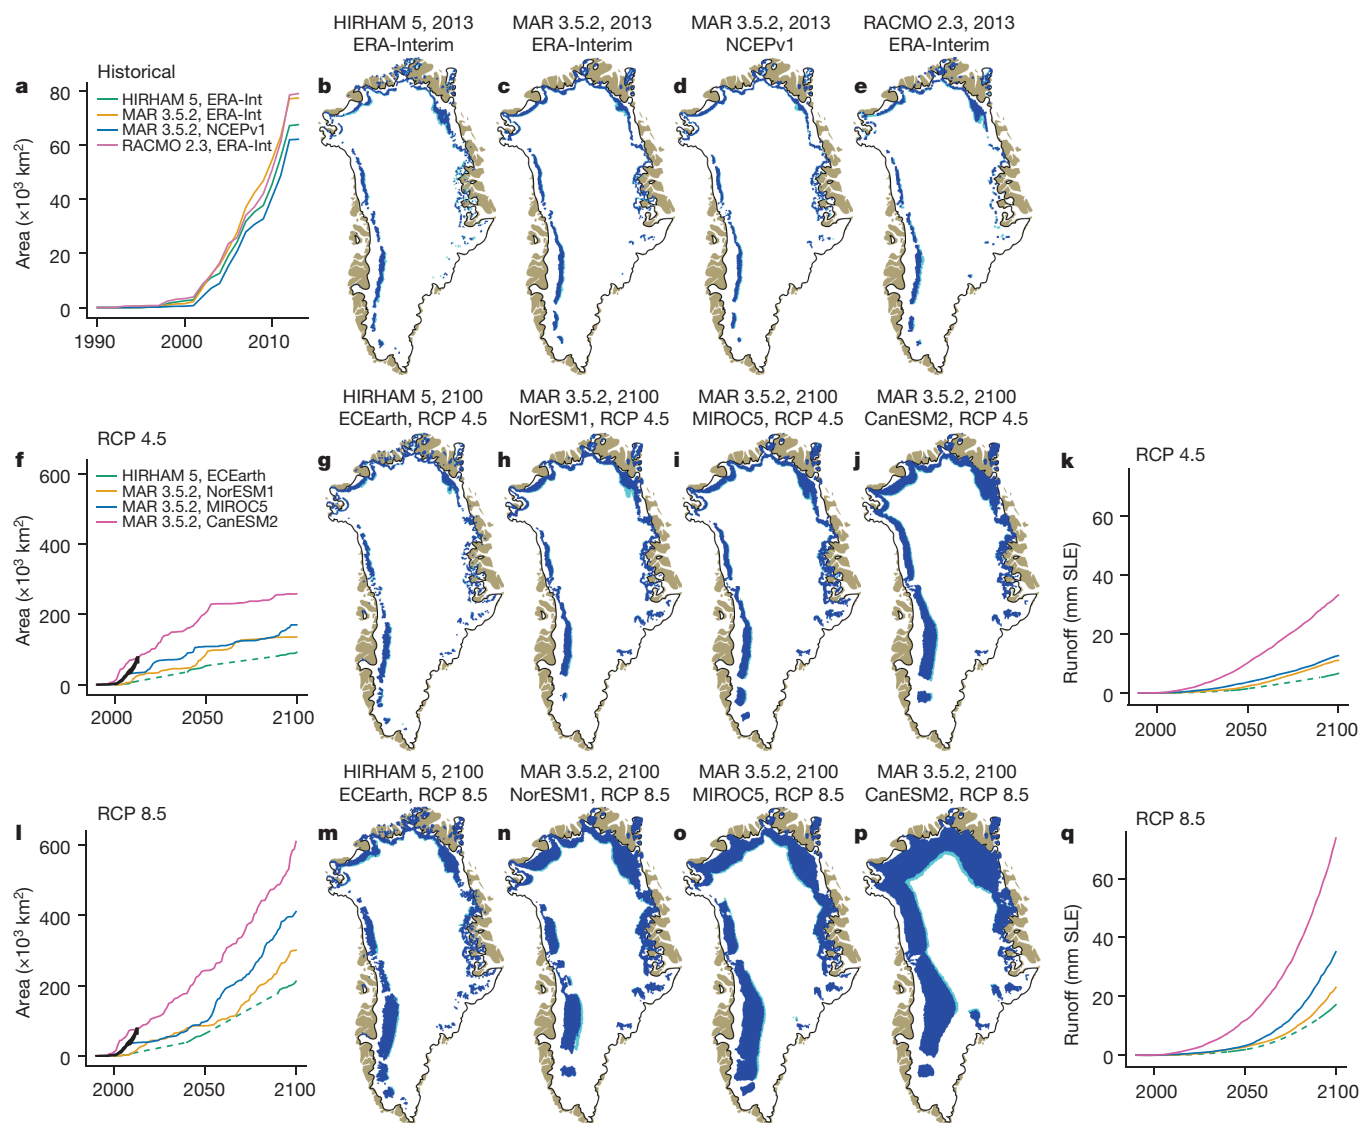 HIRHAM 5, 2013
ERA-Interim
MAR 3.5.2, 2013
ERA-Interim
MAR 3.5.2, 2013
NCEPv1
RACMO 2.3, 2013
ERA-Interim
a
Historical
b
c
d
e
HIRHAM 5, ERA-Int
MAR 3.5.2, ERA-Int
MAR 3.5.2, NCEPv1
RACMO 2.3, ERA-Int
Area (×10³ km²)
80
60
40
20
0
1990
2000
2010
HIRHAM 5, 2100
ECEarth, RCP 4.5
MAR 3.5.2, 2100
NorESM1, RCP 4.5
MAR 3.5.2, 2100
MIROC5, RCP 4.5
MAR 3.5.2, 2100
CanESM2, RCP 4.5
RCP 4.5
f
g
h
i
j
k
RCP 4.5
HIRHAM 5, ECEarth
MAR 3.5.2, NorESM1
MAR 3.5.2, MIROC5
MAR 3.5.2, CanESM2
Area (×10³ km²)
600
400
200
0
2000
2050
2100
Runoff (mm SLE)
60
40
20
0
2000
2050
2100
HIRHAM 5, 2100
ECEarth, RCP 8.5
MAR 3.5.2, 2100
NorESM1, RCP 8.5
MAR 3.5.2, 2100
MIROC5, RCP 8.5
MAR 3.5.2, 2100
CanESM2, RCP 8.5
RCP 8.5
l
m
n
o
p
q
RCP 8.5
Area (×10³ km²)
600
400
200
0
2000
2050
2100
Runoff (mm SLE)
60
40
20
0
2000
2050
2100